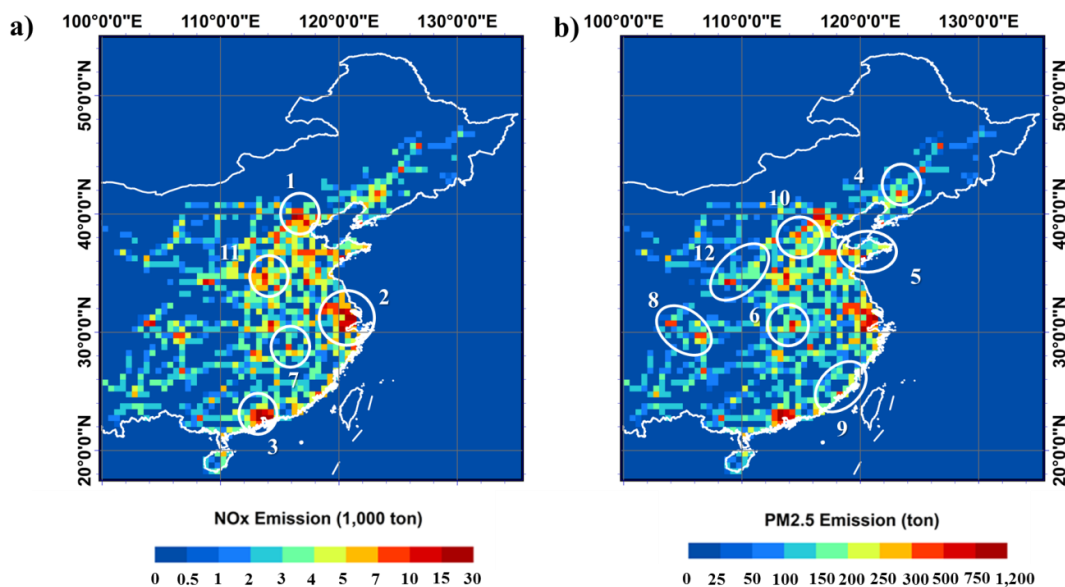 a)
100°0'0"E 110°0'0"E 120°0'0"E 130°0'0"E
50°0'0"N
40°0'0"N
30°0'0"N
20°0'0"N
1
11
2
7
3
NOx Emission (1,000 ton)
0 0.5 1 2 3 4 5 7 10 15 30
b)
100°0'0"E 110°0'0"E 120°0'0"E 130°0'0"E
50°0'0"N
40°0'0"N
30°0'0"N
20°0'0"N
4
10
12
5
8
6
9
PM2.5 Emission (ton)
0 25 50 100 150 200 250 300 500 750 1,200